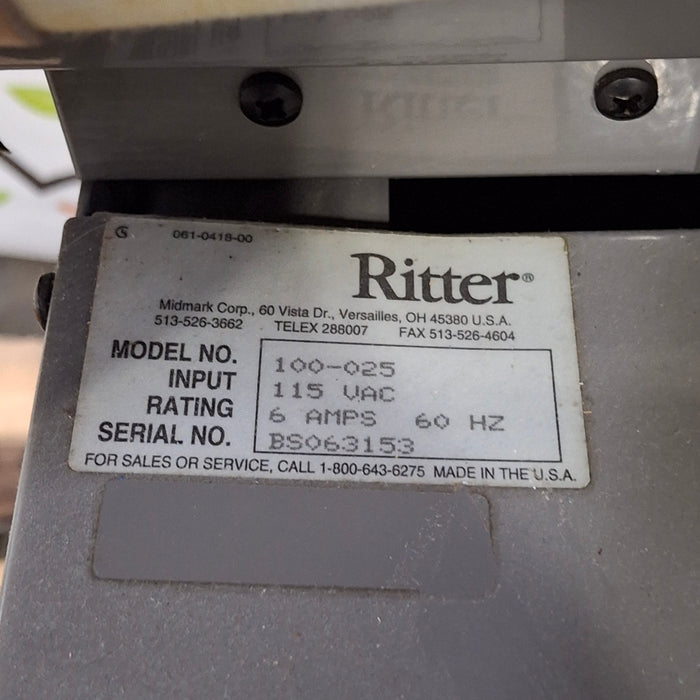 061-0418-00
Ritter®
Midmark Corp., 60 Vista Dr., Versailles, OH 45380 U.S.A.
513-526-3662 TELEX 288007 FAX 513-526-4604
MODEL NO. 100-025
INPUT 115 VAC
RATING 6 AMPS 60 HZ
SERIAL NO. BS063153
FOR SALES OR SERVICE, CALL 1-800-643-6275 MADE IN THE U.S.A.